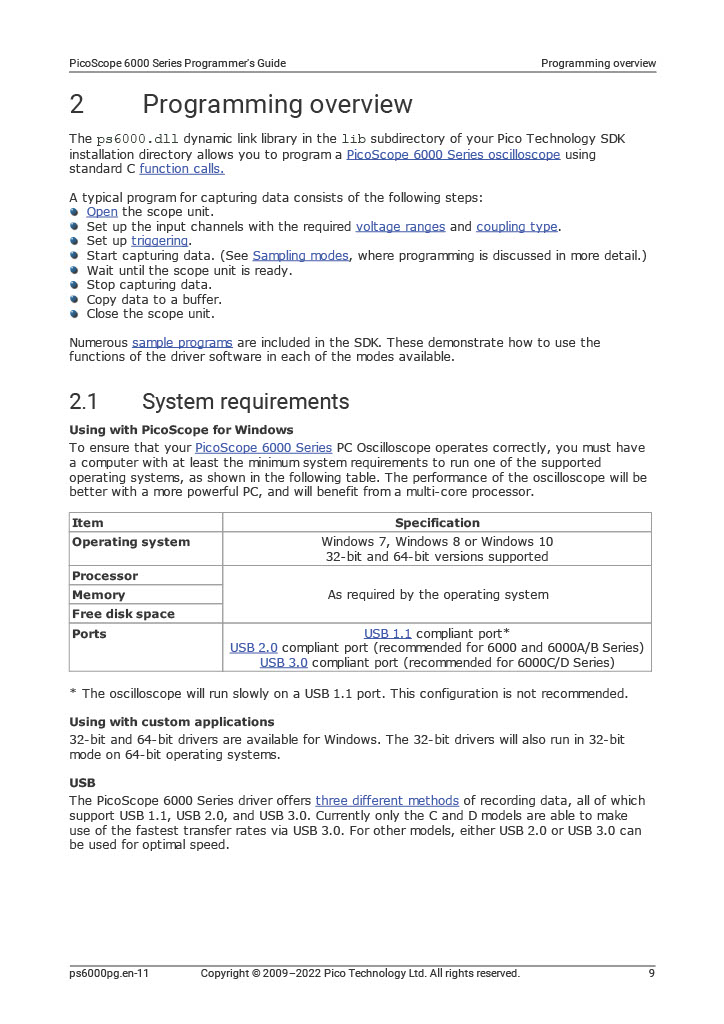 PicoScope 6000 Series Programmer's Guide
Programming overview
2 Programming overview
The ps6000.dll dynamic link library in the lib subdirectory of your Pico Technology SDK
installation directory allows you to program a PicoScope 6000 Series oscilloscope using
standard C function calls.
A typical program for capturing data consists of the following steps:
Open the scope unit.
Set up the input channels with the required voltage ranges and coupling type.
Set up triggering.
Start capturing data. (See Sampling modes, where programming is discussed in more detail.)
Wait until the scope unit is ready.
Stop capturing data.
Copy data to a buffer.
Close the scope unit.
Numerous sample programs are included in the SDK. These demonstrate how to use the
functions of the driver software in each of the modes available.
2.1 System requirements
Using with PicoScope for Windows
To ensure that your PicoScope 6000 Series PC Oscilloscope operates correctly, you must have
a computer with at least the minimum system requirements to run one of the supported
operating systems, as shown in the following table. The performance of the oscilloscope will be
better with a more powerful PC, and will benefit from a multi-core processor.
Item Specification
Operating system Windows 7, Windows 8 or Windows 10
32-bit and 64-bit versions supported
Processor
Memory As required by the operating system
Free disk space
Ports USB 1.1 compliant port*
USB 2.0 compliant port (recommended for 6000 and 6000A/B Series)
USB 3.0 compliant port (recommended for 6000C/D Series)
* The oscilloscope will run slowly on a USB 1.1 port. This configuration is not recommended.
Using with custom applications
32-bit and 64-bit drivers are available for Windows. The 32-bit drivers will also run in 32-bit
mode on 64-bit operating systems.
USB
The PicoScope 6000 Series driver offers three different methods of recording data, all of which
support USB 1.1, USB 2.0, and USB 3.0. Currently only the C and D models are able to make
use of the fastest transfer rates via USB 3.0. For other models, either USB 2.0 or USB 3.0 can
be used for optimal speed.
ps6000pg.en-11 Copyright © 2009–2022 Pico Technology Ltd. All rights reserved. 9